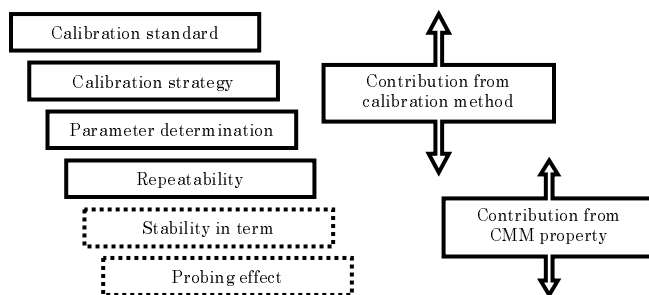 Calibration standard
Calibration strategy
Parameter determination
Repeatability
Stability in term
Probing effect
Contribution from
calibration method
Contribution from
CMM property